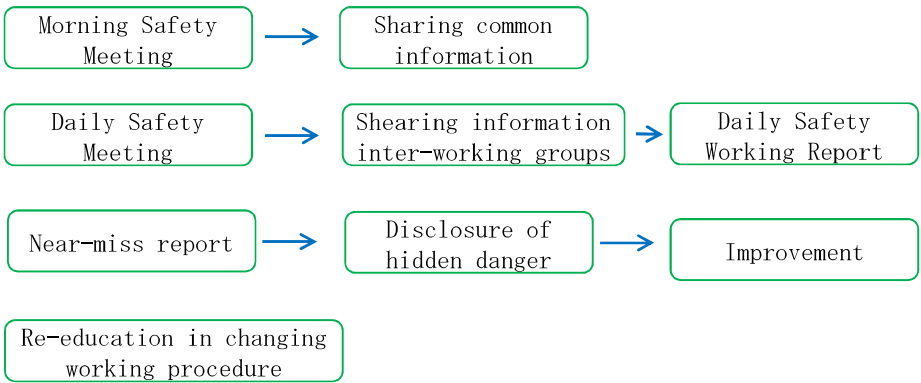 Morning Safety
Meeting
Sharing common
information
Daily Safety
Meeting
Shearing information
inter-working groups
Daily Safety
Working Report
Near-miss report
Disclosure of
hidden danger
Improvement
Re-education in changing
working procedure